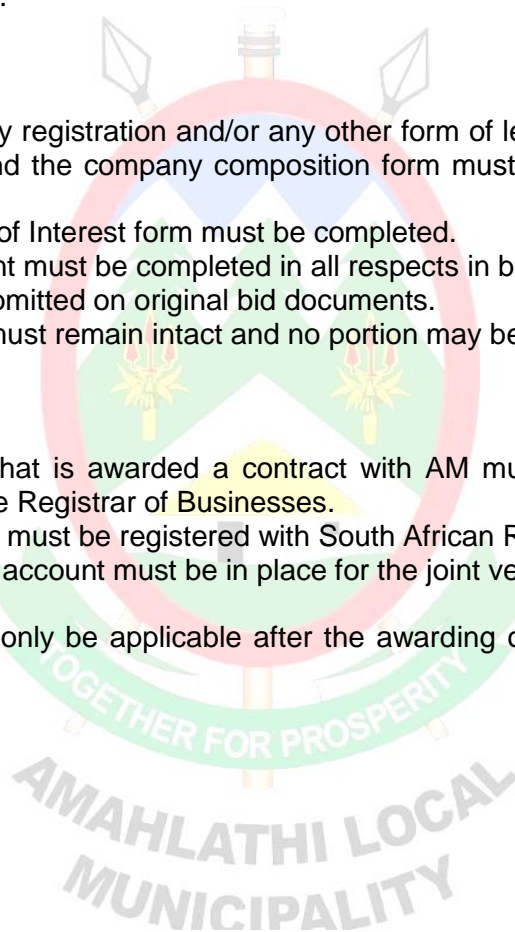 .
y registration and/or any other form of le
nd the company composition form must
of Interest form must be completed.
nt must be completed in all respects in b
omitted on original bid documents.
must remain intact and no portion may be
that is awarded a contract with AM mu
e Registrar of Businesses.
must be registered with South African R
account must be in place for the joint ve
only be applicable after the awarding o
TOGETHER FOR PROSPERITY
AMAHLATHI LOCAL
MUNICIPALITY